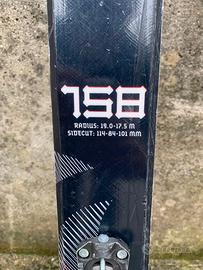 158
RADIUS: 19.0-17.5 M
SIDECUT: 114-84-101 MM